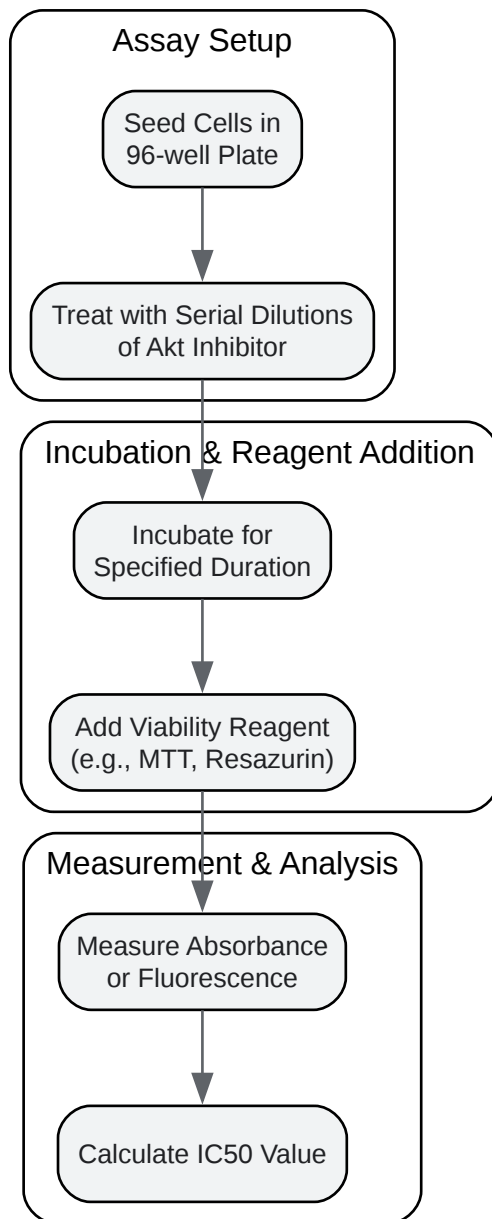 Assay Setup
Seed Cells in
96-well Plate
Treat with Serial Dilutions
of Akt Inhibitor
Incubation & Reagent Addition
Incubate for
Specified Duration
Add Viability Reagent
(e.g., MTT, Resazurin)
Measurement & Analysis
Measure Absorbance
or Fluorescence
Calculate IC50 Value